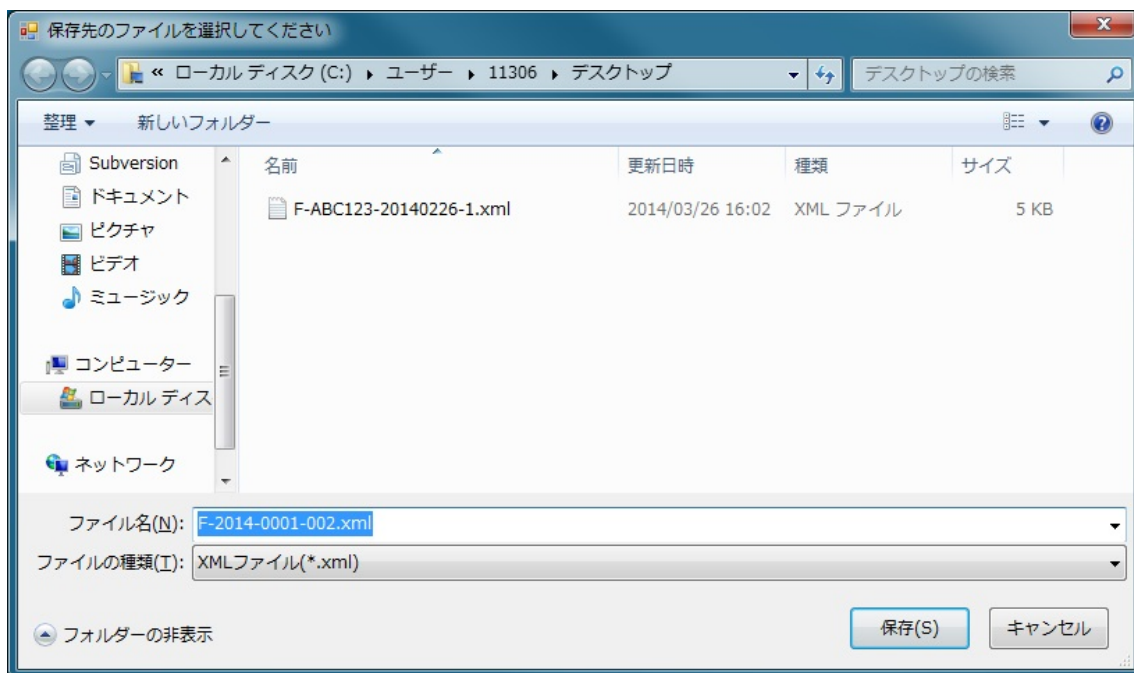 保存先のファイルを選択してください
« ローカル ディスク (C:) ユーザー 11306 デスクトップ デスクトップの検索
整理 新しいフォルダー
Subversion
ドキュメント
ピクチャ
ビデオ
ミュージック
コンピューター
ローカル ディス
ネットワーク
名前 更新日時 種類 サイズ
F-ABC123-20140226-1.xml 2014/03/26 16:02 XML ファイル 5 KB
ファイル名(N): F-2014-0001-002.xml
ファイルの種類(T): XMLファイル(*.xml)
フォルダーの非表示 保存(S) キャンセル